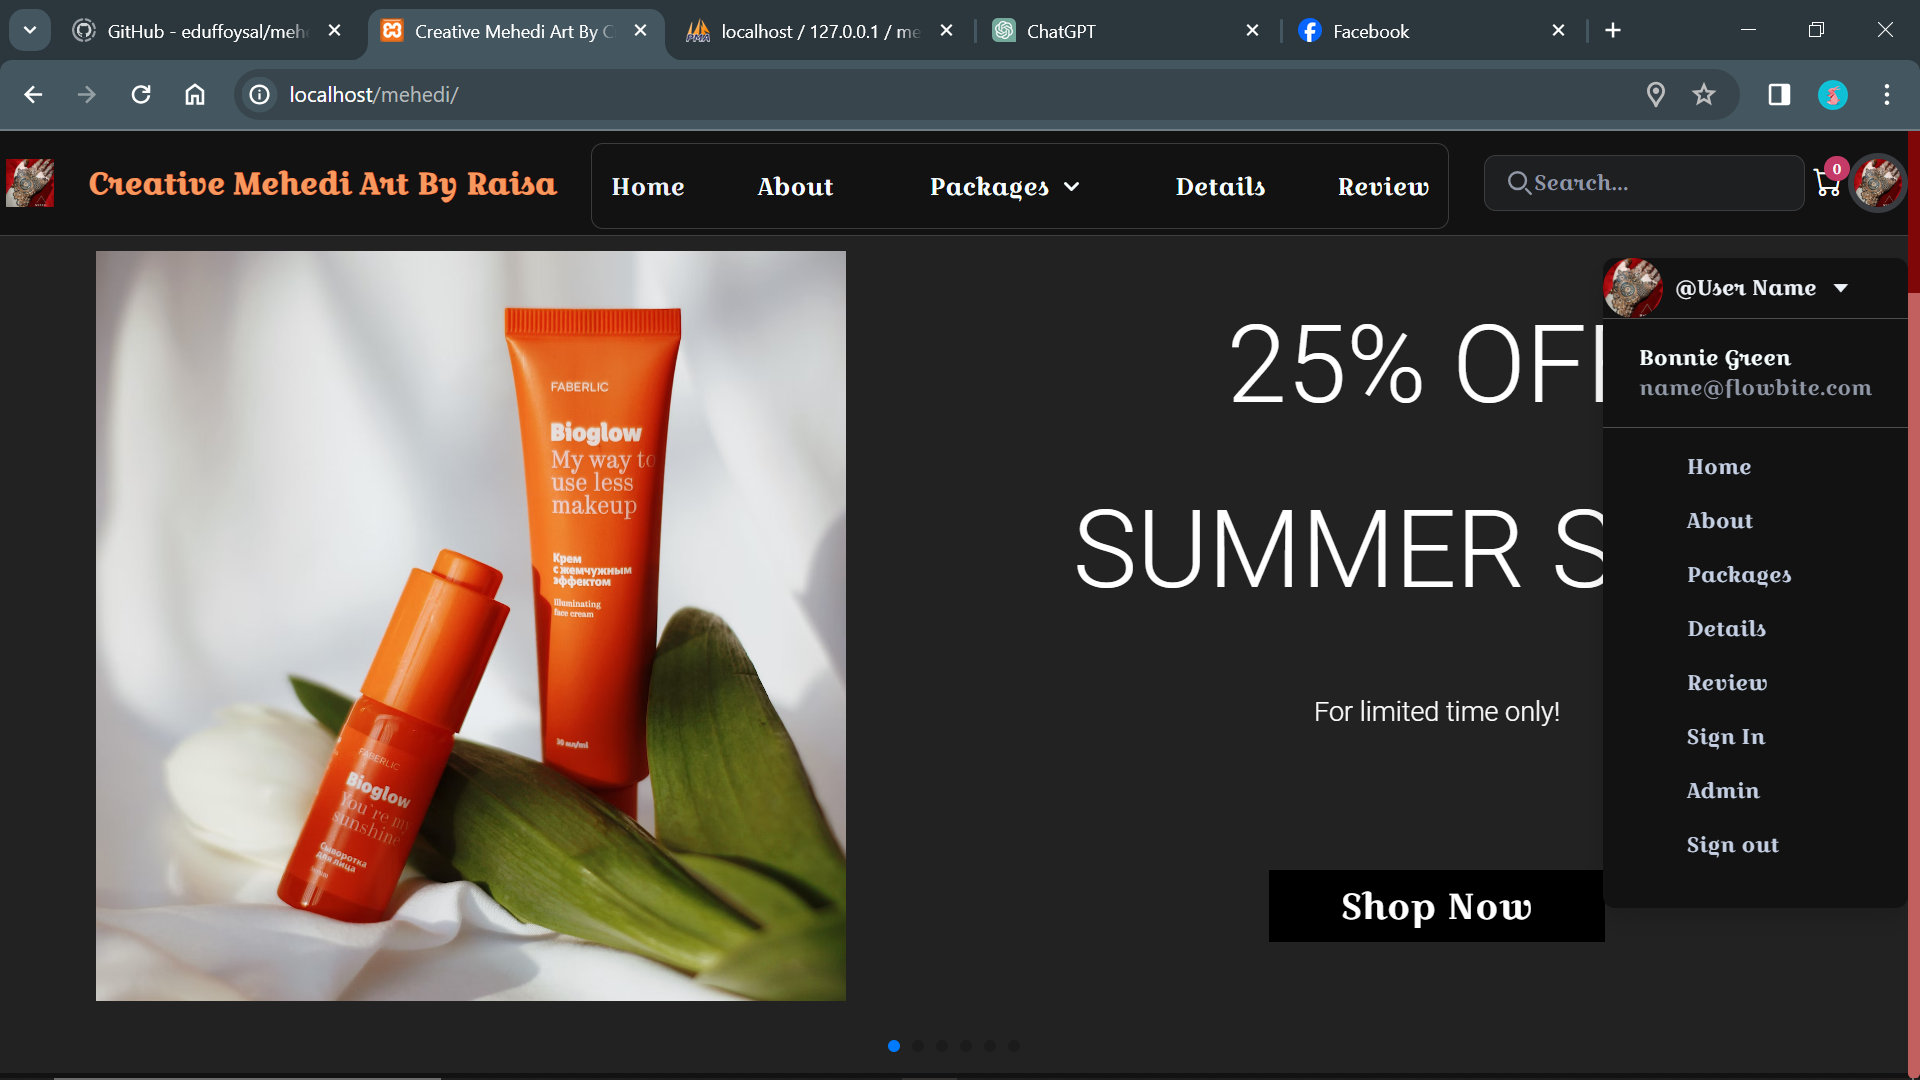 GitHub - eduffoysal/mehe
Creative Mehedi Art By C
localhost / 127.0.0.1 / me
ChatGPT
Facebook
localhost/mehedi/
Creative Mehedi Art By Raisa
Home
About
Packages
Details
Review
Search...
0
@User Name
Bonnie Green
name@flowbite.com
Home
About
Packages
Details
Review
Sign In
Admin
Sign out
25% OF
SUMMER S
For limited time only!
Shop Now
FABERLIC
Bioglow
My way to
use less
makeup
Крем
с жемчужным
эффектом
Illuminating
face cream
30 мл/ml
FABERLIC
Bioglow
You're my
sunshine
Сыворотка
для лица